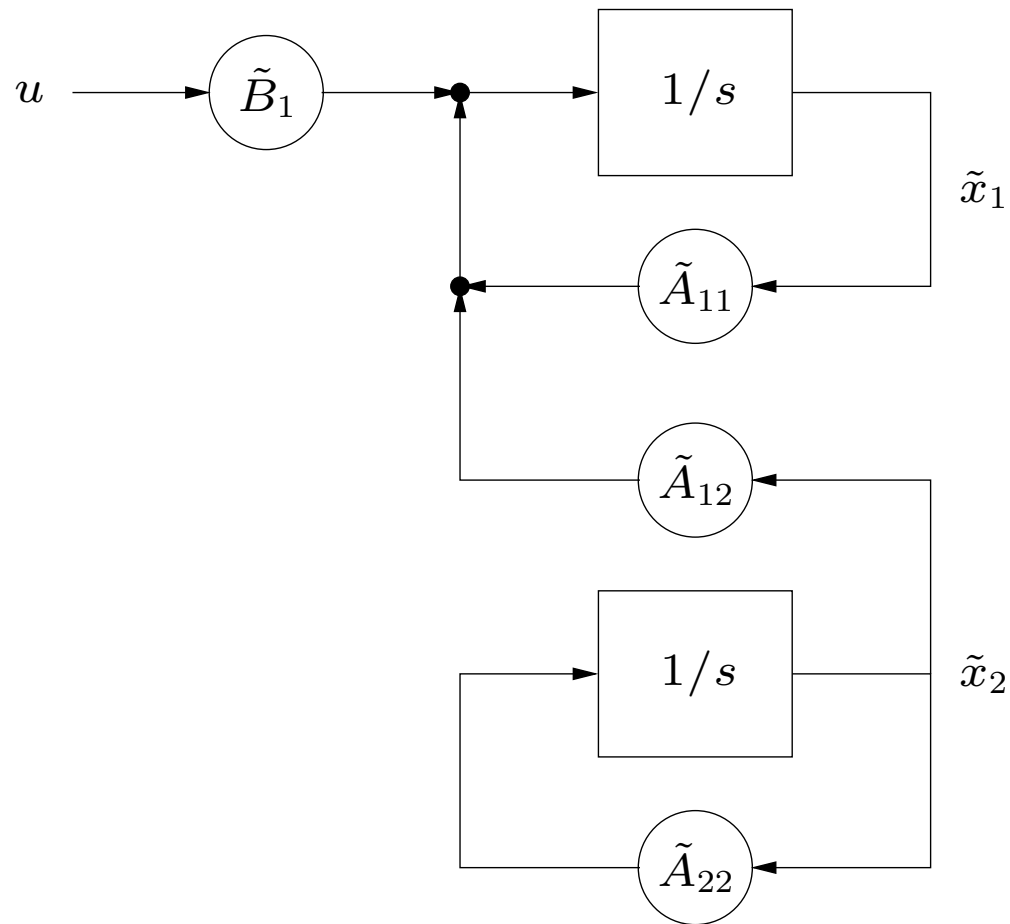 u
B̃₁
1/s
x̃₁
Ã₁₁
Ã₁₂
1/s
x̃₂
Ã₂₂